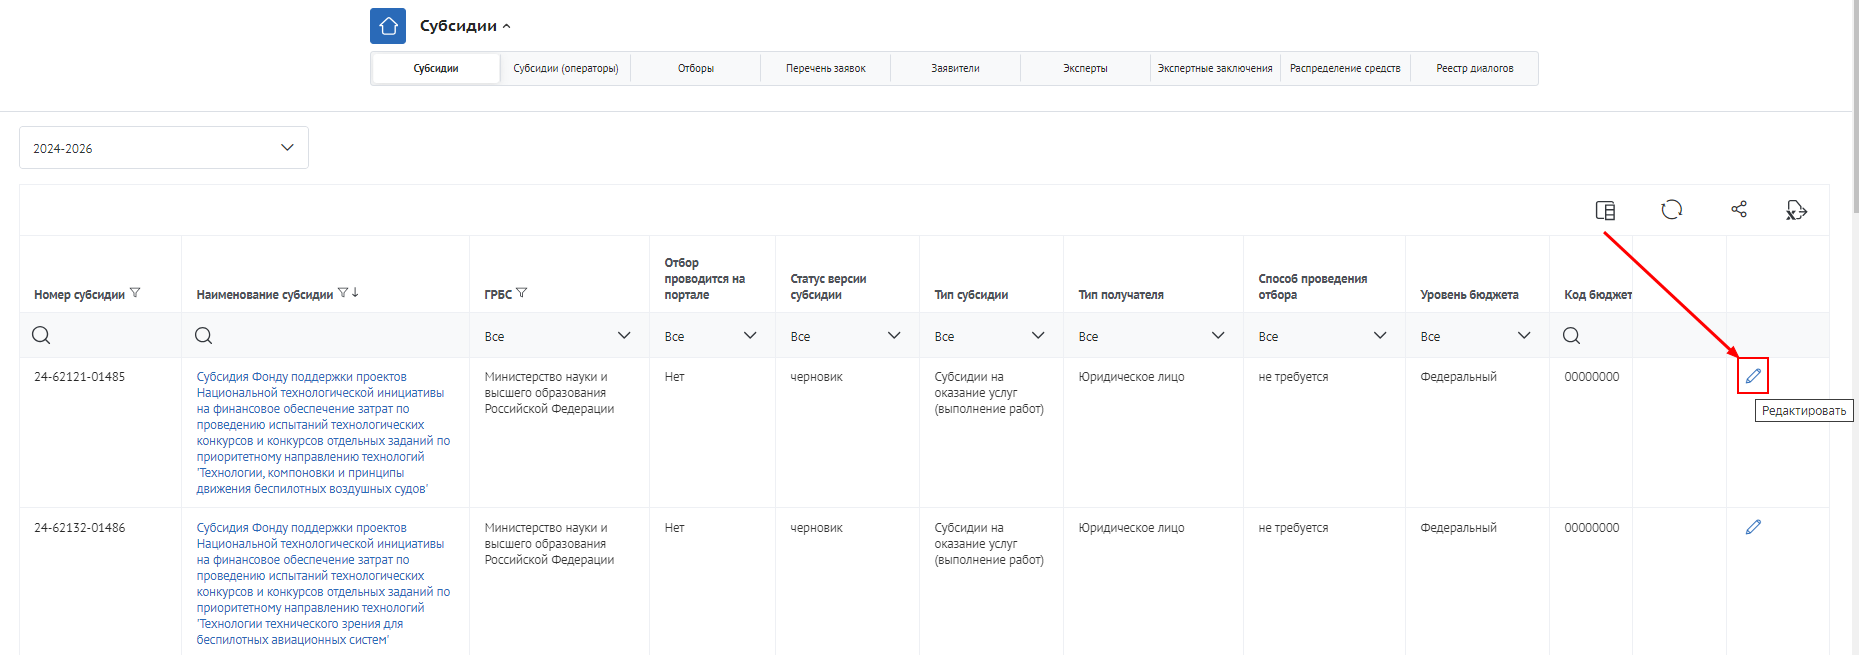 Субсидии
Субсидии
Субсидии (операторы)
Отборы
Перечень заявок
Заявители
Эксперты
Экспертные заключения
Распределение средств
Реестр диалогов
2024-2026
Номер субсидии
Наименование субсидии
ГРБС
Отбор
проводится на
портале
Статус версии
субсидии
Тип субсидии
Тип получателя
Способ проведения
отбора
Уровень бюджета
Код бюджет
Все
Все
Все
Все
Все
Все
Все
24-62121-01485
Субсидия Фонду поддержки проектов
Национальной технологической инициативы
на финансовое обеспечение затрат по
проведению испытаний технологических
конкурсов и конкурсов отдельных заданий по
приоритетному направлению технологий
'Технологии, компоновки и принципы
движения беспилотных воздушных судов'
Министерство науки и
высшего образования
Российской Федерации
Нет
черновик
Субсидии на
оказание услуг
(выполнение работ)
Юридическое лицо
не требуется
Федеральный
00000000
Редактировать
24-62132-01486
Субсидия Фонду поддержки проектов
Национальной технологической инициативы
на финансовое обеспечение затрат по
проведению испытаний технологических
конкурсов и конкурсов отдельных заданий по
приоритетному направлению технологий
'Технологии технического зрения для
беспилотных авиационных систем'
Министерство науки и
высшего образования
Российской Федерации
Нет
черновик
Субсидии на
оказание услуг
(выполнение работ)
Юридическое лицо
не требуется
Федеральный
00000000